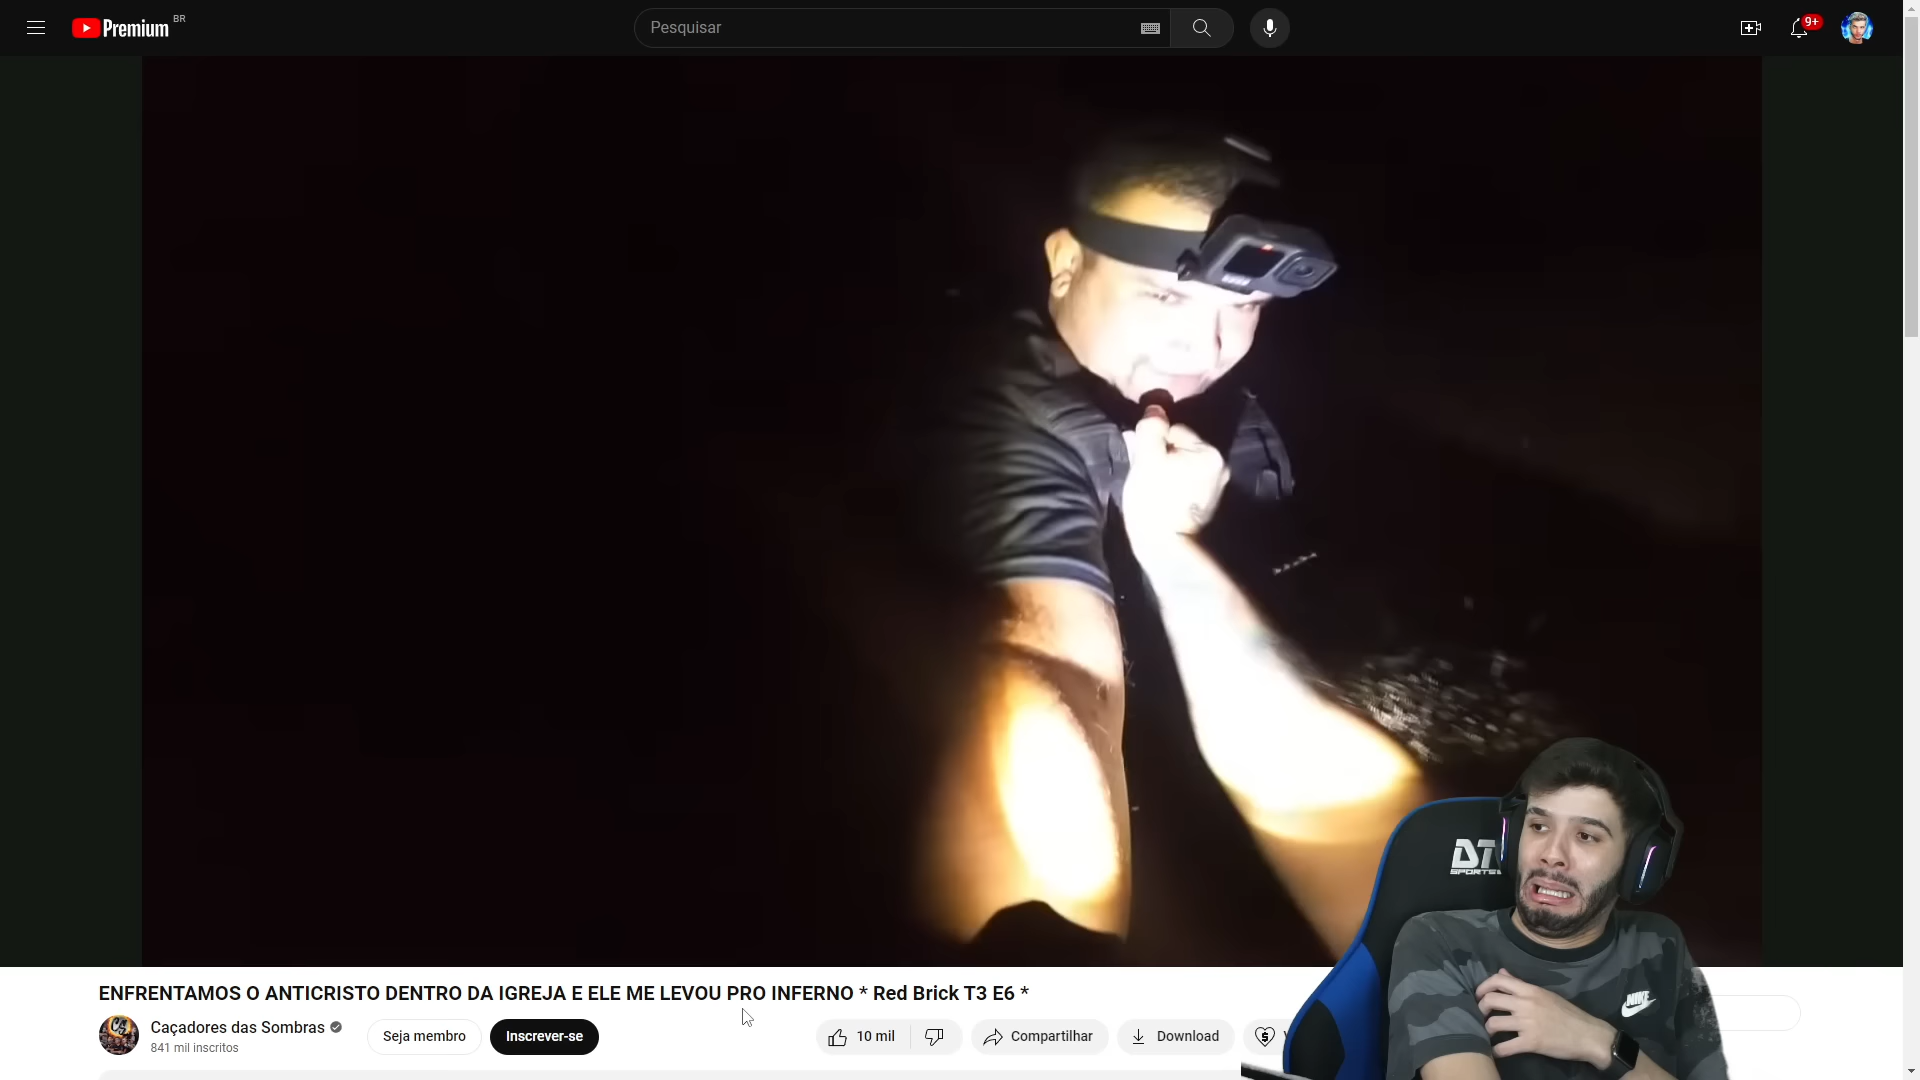 Premium BR
Pesquisar
9+
DT
SPORTS
NIKE
ENFRENTAMOS O ANTICRISTO DENTRO DA IGREJA E ELE ME LEVOU PRO INFERNO * Red Brick T3 E6 *
CS
Caçadores das Sombras
841 mil inscritos
Seja membro
Inscrever-se
10 mil
Compartilhar
Download